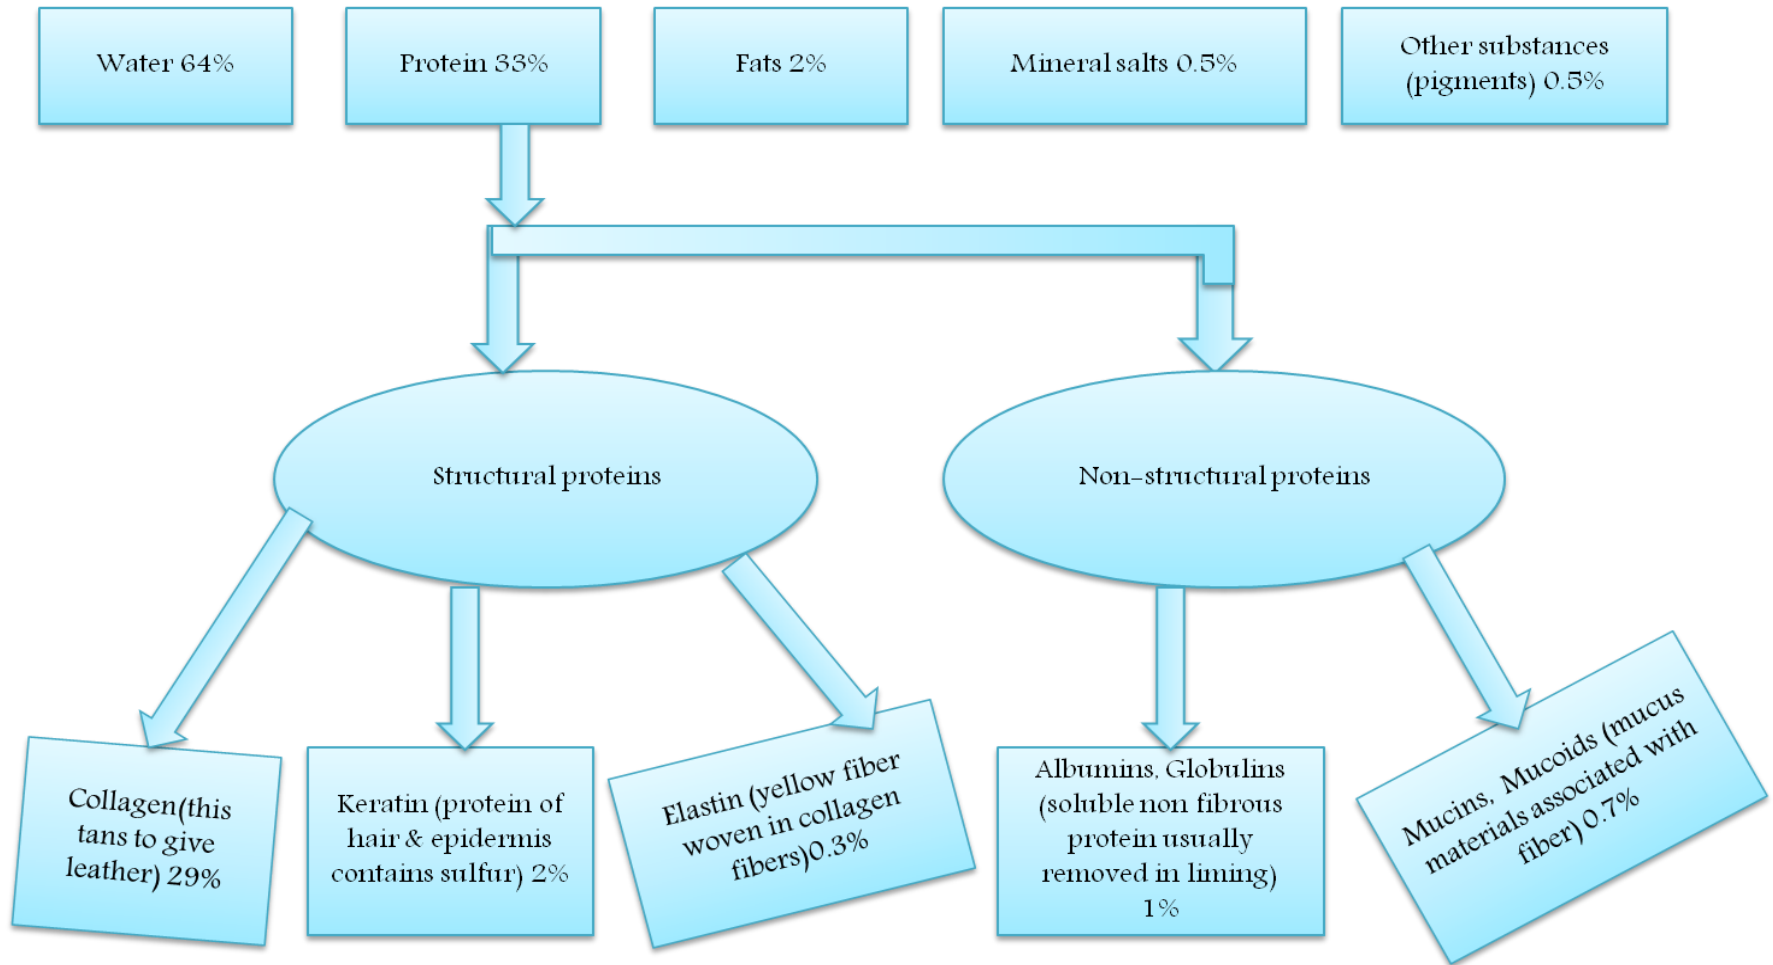 Water 64%
Protein 33%
Fats 2%
Mineral salts 0.5%
Other substances
(pigments) 0.5%
Structural proteins
Non-structural proteins
Collagen(this
tans to give
leather) 29%
Keratin (protein of
hair & epidermis
contains sulfur) 2%
Elastin (yellow fiber
woven in collagen
fibers)0.3%
Albumins, Globulins
(soluble non fibrous
protein usually
removed in liming)
1%
Mucins, Mucoids (mucus
materials associated with
fiber) 0.7%